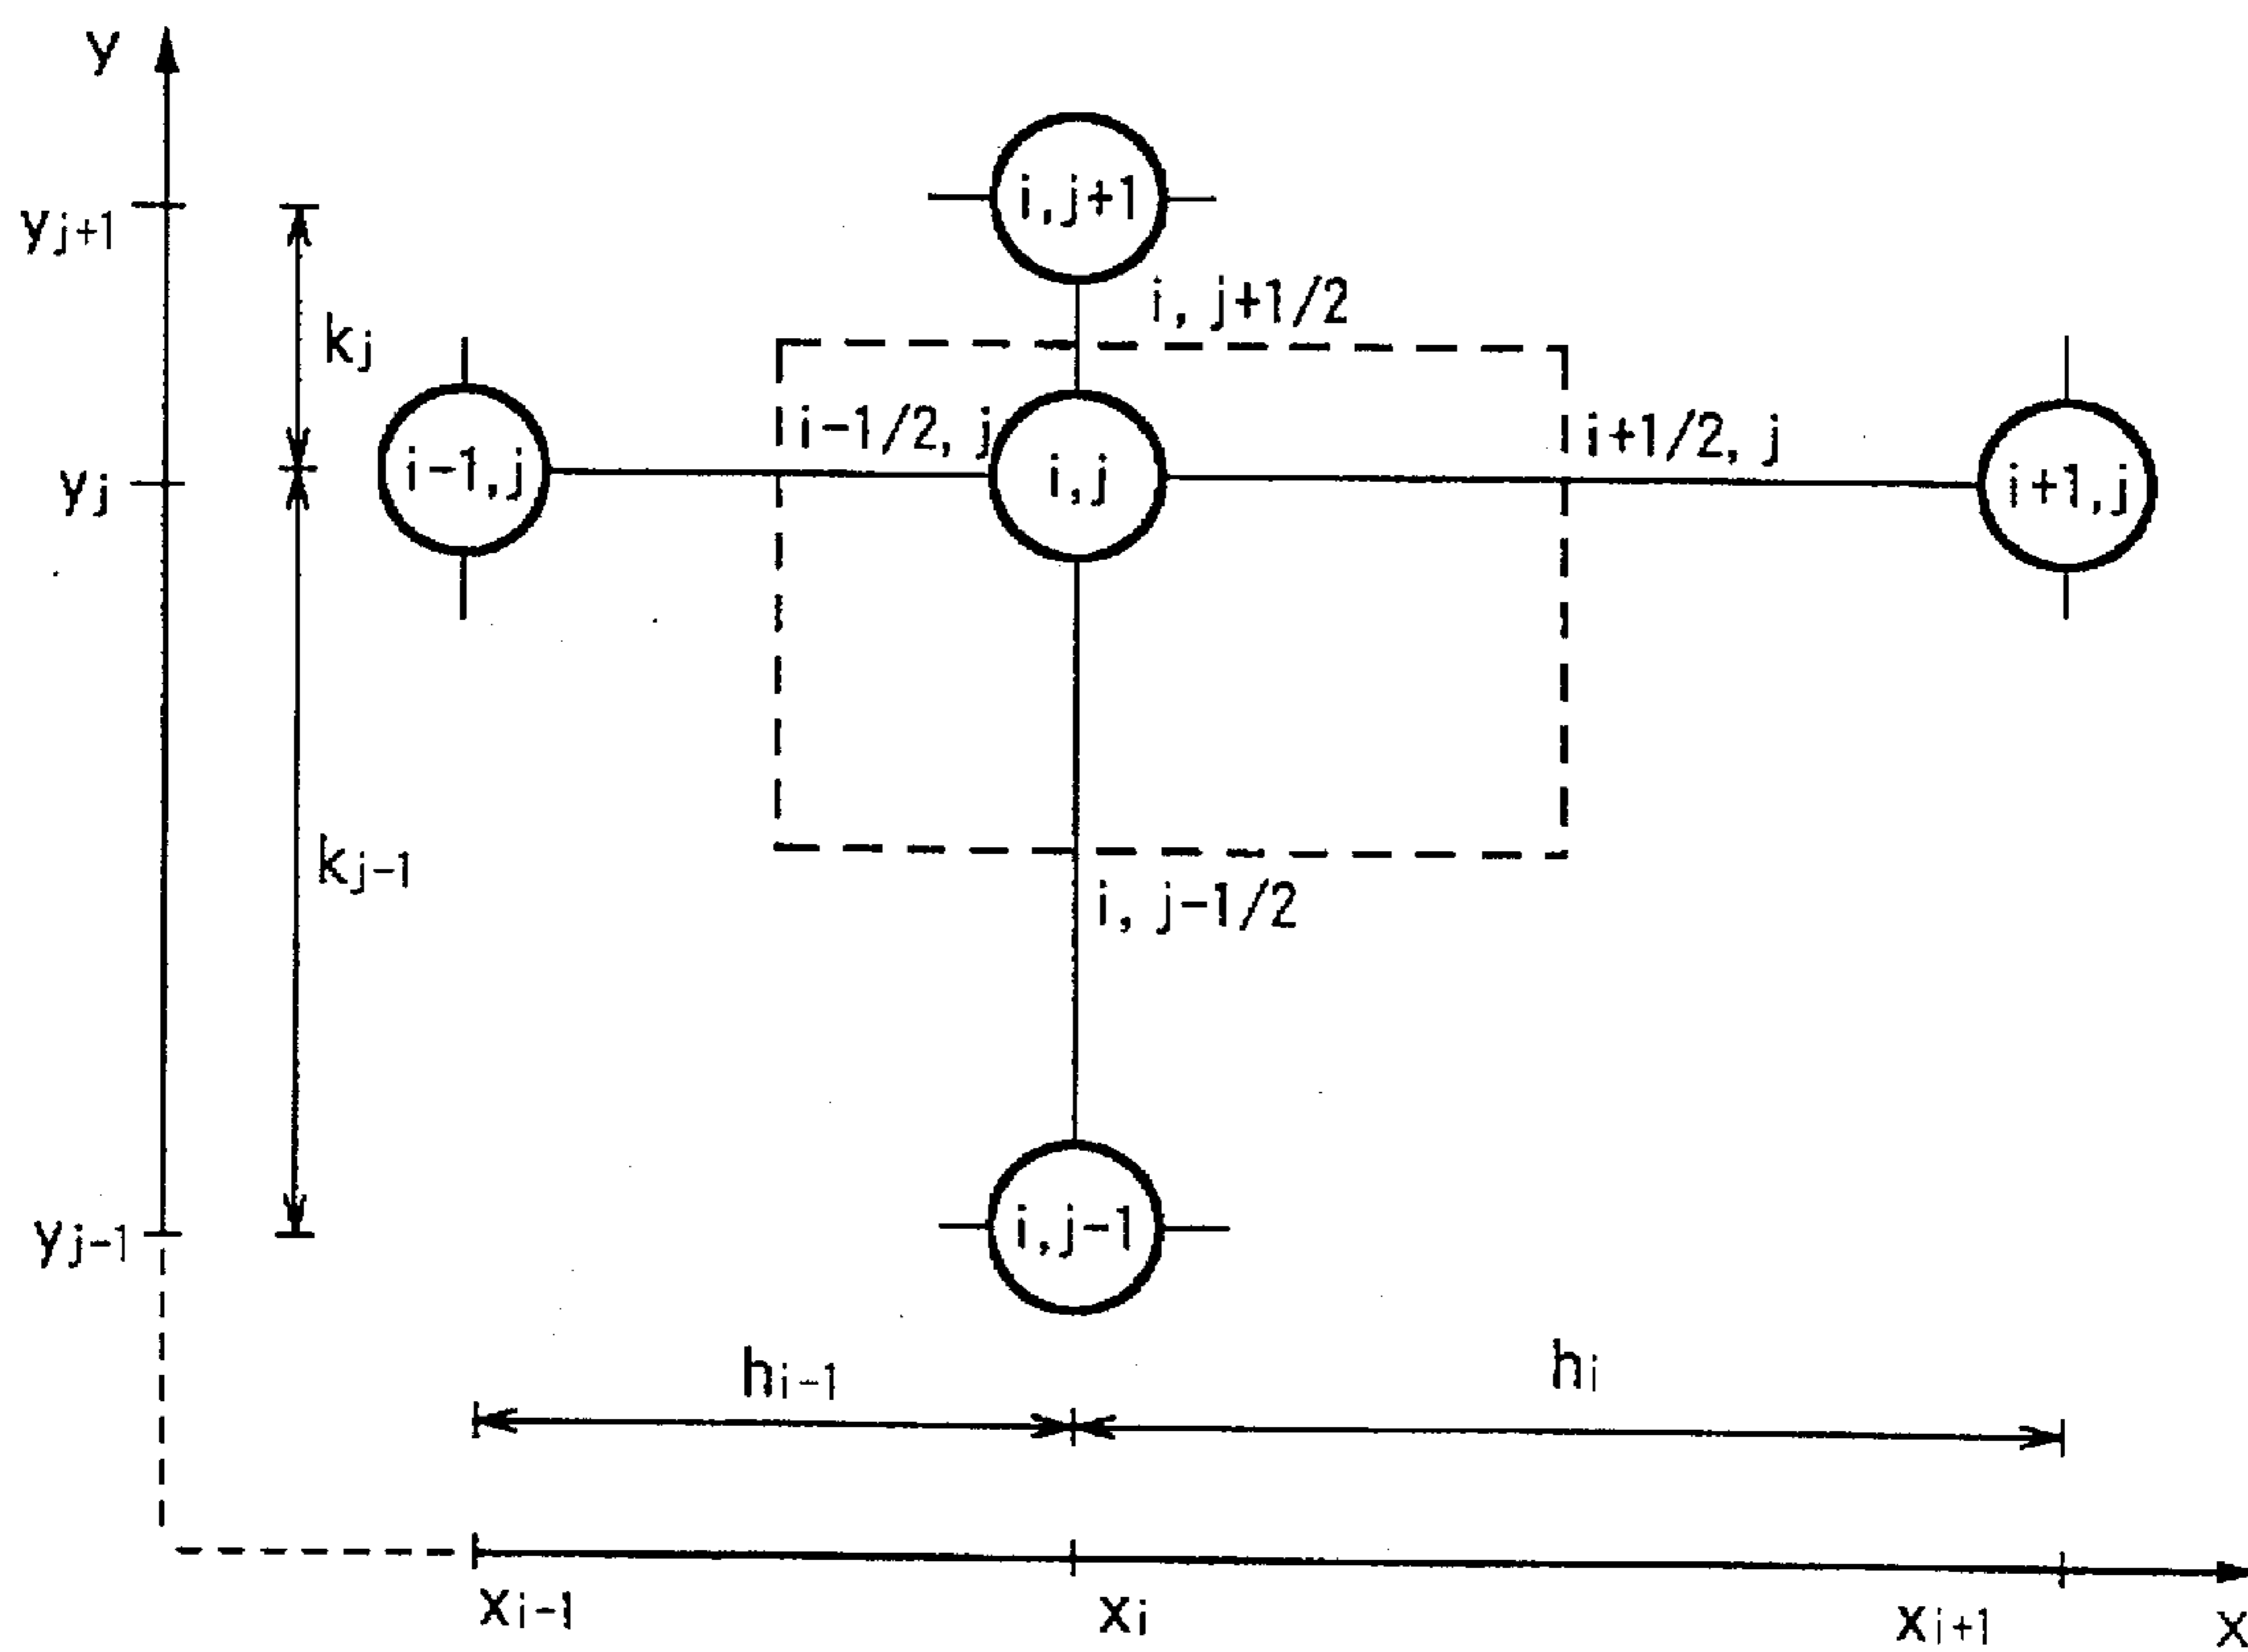 y
i,j+1
yj+1
i, j+1/2
kj
i-1/2, j
i+1/2, j
yj
i-1,j
i,j
i+1,j
kj-1
i, j-1/2
yj-1
i,j-1
hi-1
hi
xi-1
xi
xi+1
x